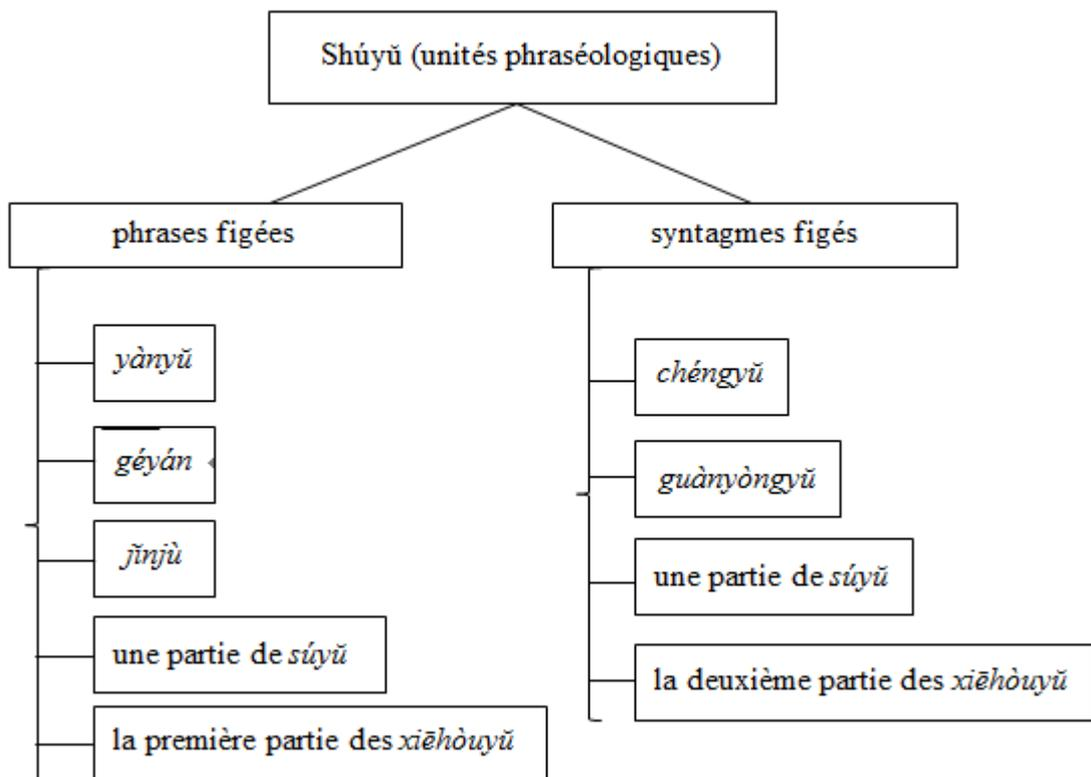 Shúyŭ (unités phraséologiques)
phrases figées
yànyŭ
géyán
jĭnjù
une partie de súyŭ
la première partie des xiēhòuyŭ
syntagmes figés
chéngyŭ
guànyòngyŭ
une partie de súyŭ
la deuxième partie des xiēhòuyŭ